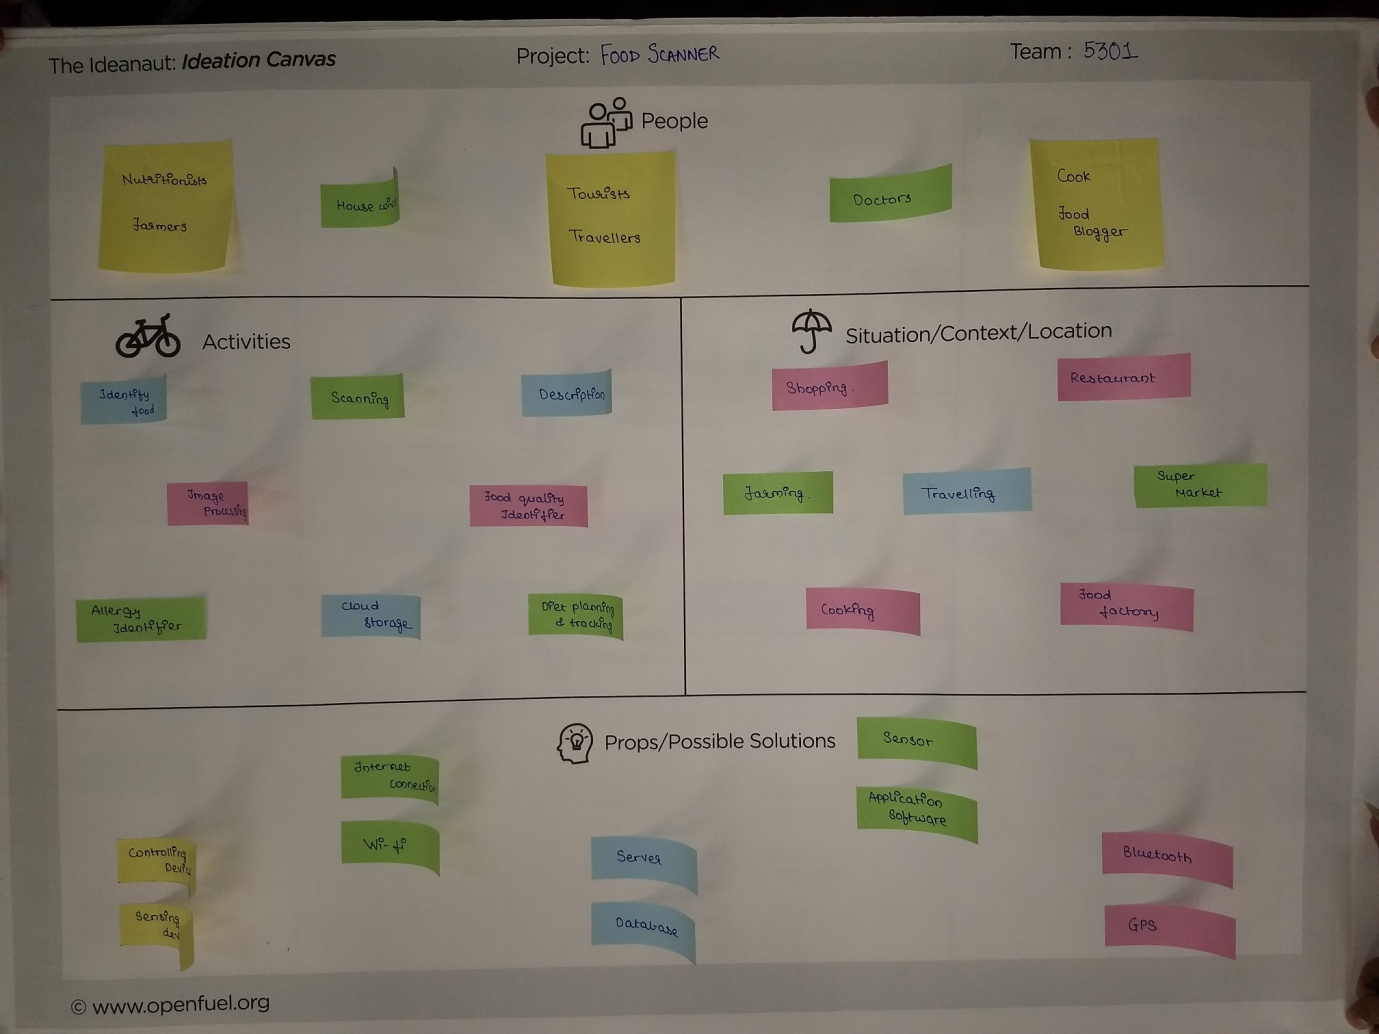 The Ideanaut: Ideation Canvas
Project: FOOD SCANNER
Team: 5301
People
Nutritionists
Farmers
House
Tourists
Travellers
Doctors
Cook
Food
Blogger
Activities
Identify
food
Scanning
Description
Image
Processing
Food quality
Identifier
Allergy
Identifier
Cloud
Storage
Diet planning
& tracking
Situation/Context/Location
Shopping.
Restaurant
Farming.
Travelling
Super
Market
Cooking
Food
factory
Props/Possible Solutions
Internet
Connection
Wi-fi
Controlling
Sensing
Server
Database
Sensor
Application
Software
Bluetooth
GPS
© www.openfuel.org